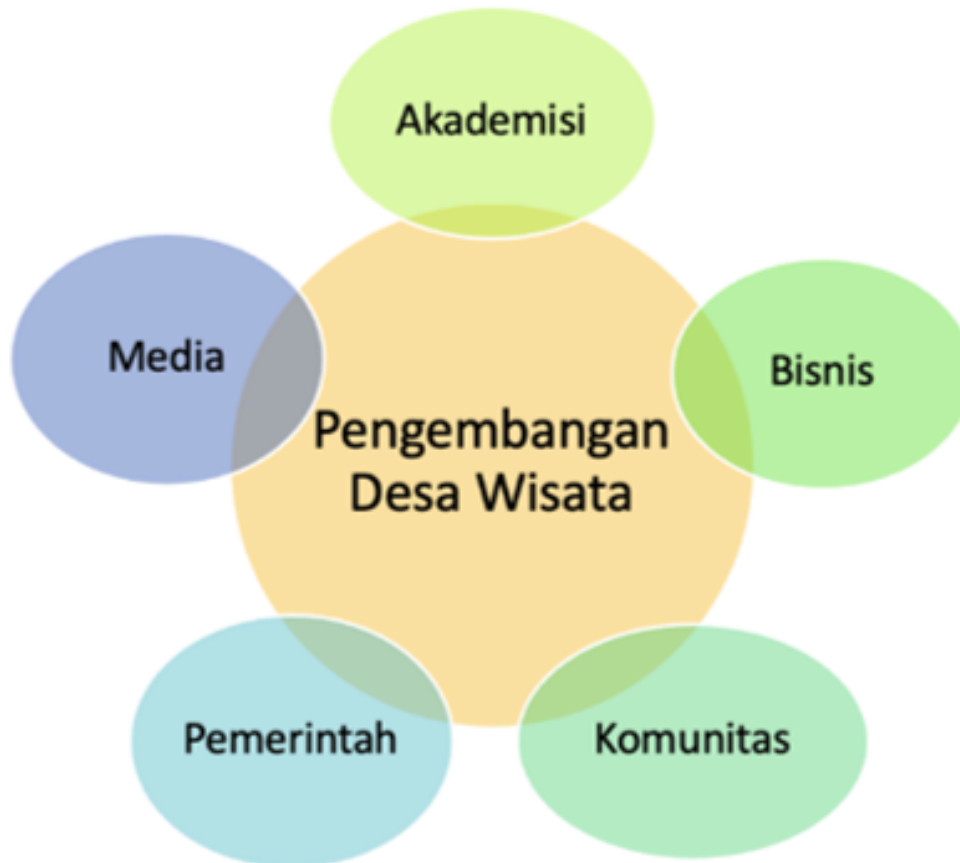 Akademisi
Media
Bisnis
Pengembangan
Desa Wisata
Pemerintah
Komunitas